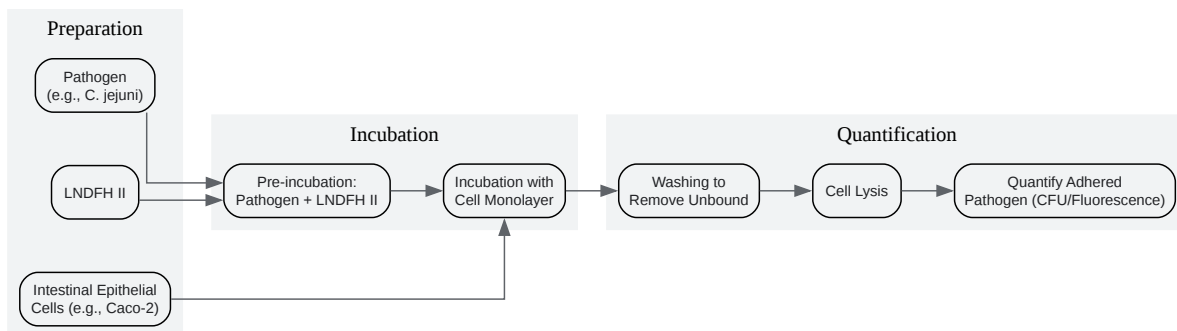 Preparation
Pathogen
(e.g., C. jejuni)
LNDFH II
Intestinal Epithelial
Cells (e.g., Caco-2)
Incubation
Pre-incubation:
Pathogen + LNDFH II
Incubation with
Cell Monolayer
Quantification
Washing to
Remove Unbound
Cell Lysis
Quantify Adhered
Pathogen (CFU/Fluorescence)